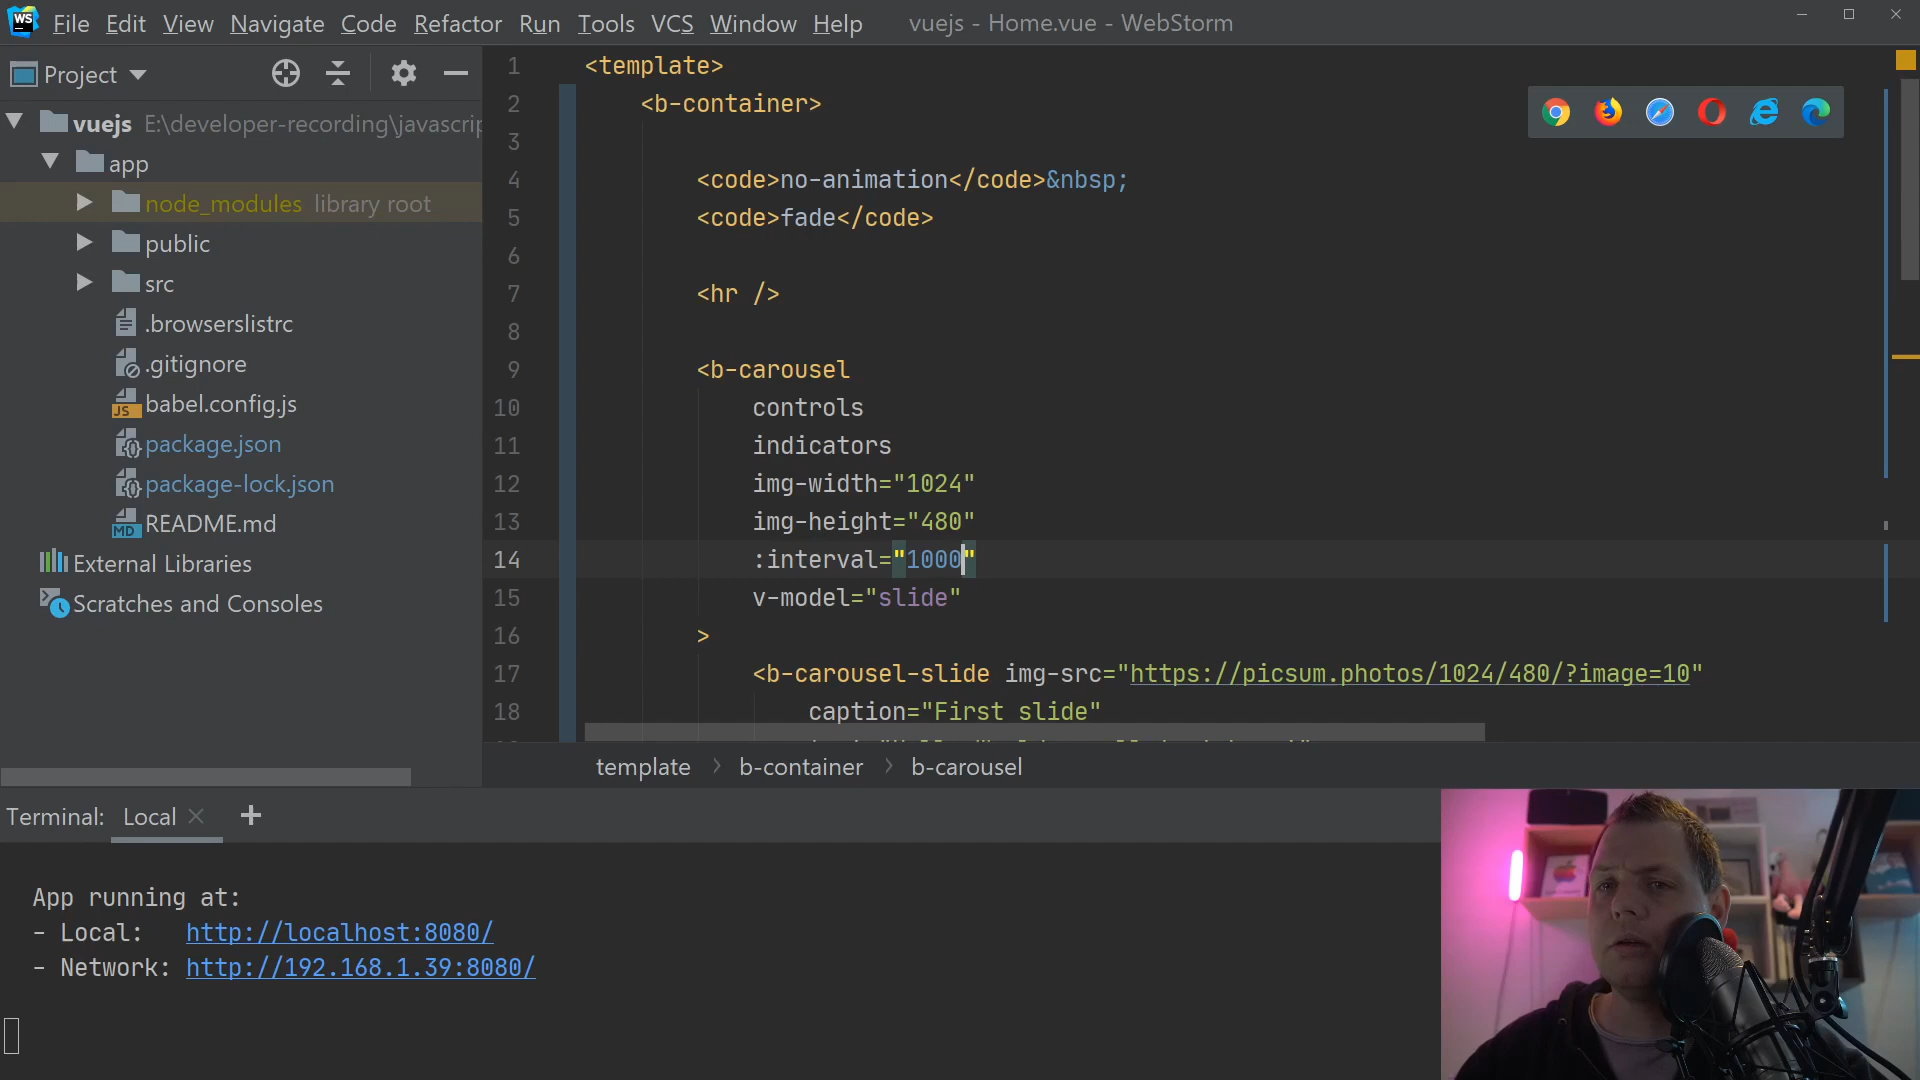 WS File Edit View Navigate Code Refactor Run Tools VCS Window Help vuejs - Home.vue - WebStorm
Project
vuejs E:\developer-recording\javascrip
app
node_modules library root
public
src
.browserslistrc
.gitignore
JS babel.config.js
package.json
package-lock.json
MD README.md
External Libraries
Scratches and Consoles
1 <template>
2 <b-container>
3
4 <code>no-animation</code>&nbsp;
5 <code>fade</code>
6
7 <hr />
8
9 <b-carousel
10 controls
11 indicators
12 img-width="1024"
13 img-height="480"
14 :interval="1000"
15 v-model="slide"
16 >
17 <b-carousel-slide img-src="https://picsum.photos/1024/480/?image=10"
18 caption="First slide"
template > b-container > b-carousel
Terminal: Local × +
App running at:
- Local: http://localhost:8080/
- Network: http://192.168.1.39:8080/